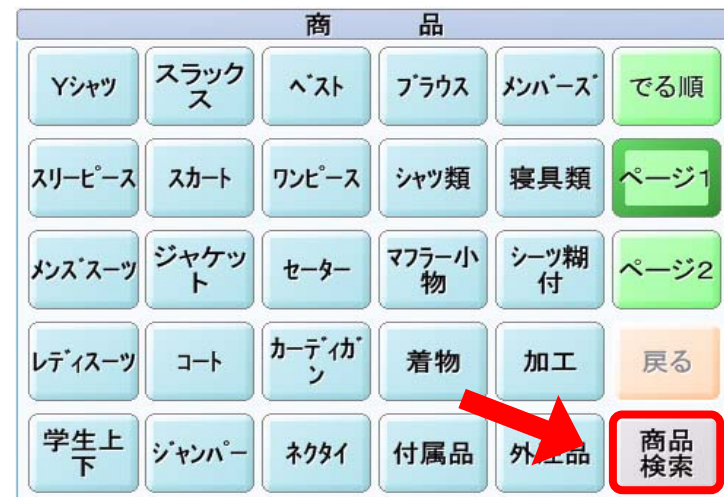 商　品
Yシャツ
スラック
ス
ベスト
ブラウス
メンバーズ
でる順
スリーピース
スカート
ワンピース
シャツ類
寝具類
ページ1
メンズスーツ
ジャケッ
ト
セーター
マフラー小
物
シーツ糊
付
ページ2
レディスーツ
コート
カーディガ
ン
着物
加工
戻る
学生上
下
ジャンパー
ネクタイ
付属品
外
品
商品
検索